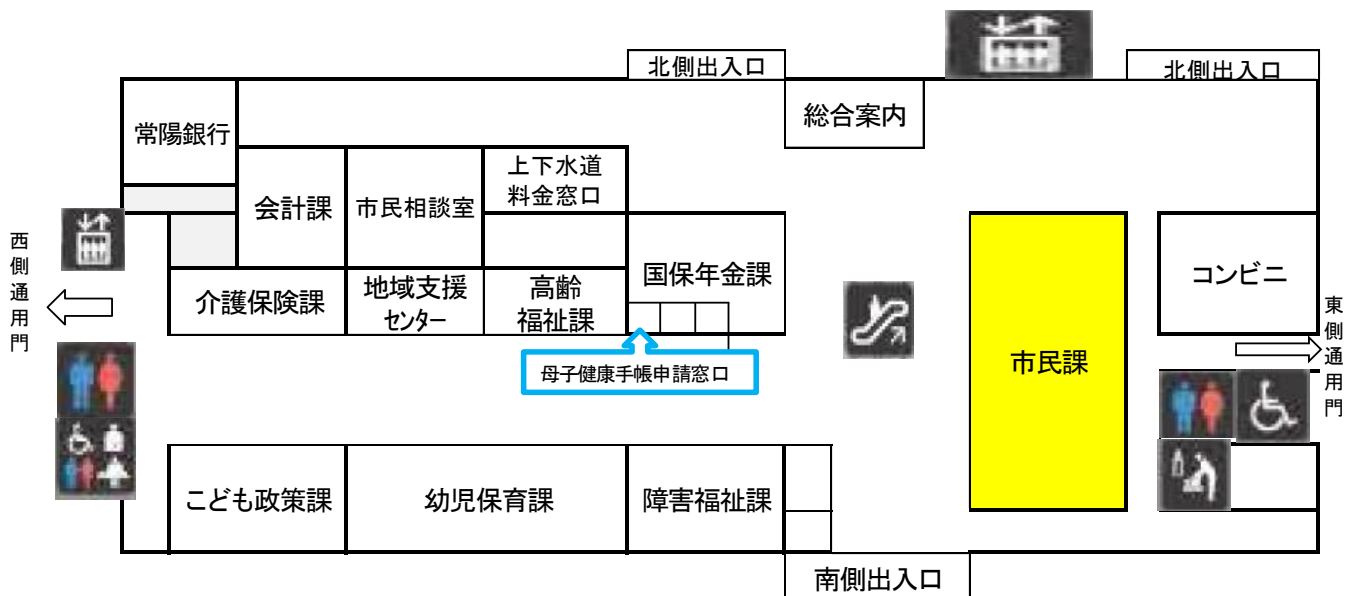 北側出入口
北側出入口
総合案内
常陽銀行
上下水道
料金窓口
会計課
市民相談室
西側通用門
国保年金課
コンビニ
介護保険課
地域支援
センター
高齢
福祉課
東側通用門
市民課
母子健康手帳申請窓口
こども政策課
幼児保育課
障害福祉課
南側出入口